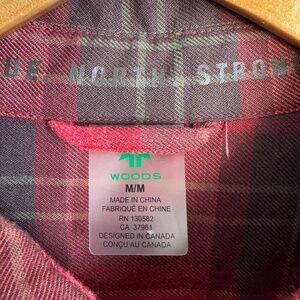 UE NORTH STRON
WOODS
M/M
MADE IN CHINA
FABRIQUÉ EN CHINE
RN 130582
CA 37961
DESIGNED IN CANADA
CONÇU AU CANADA